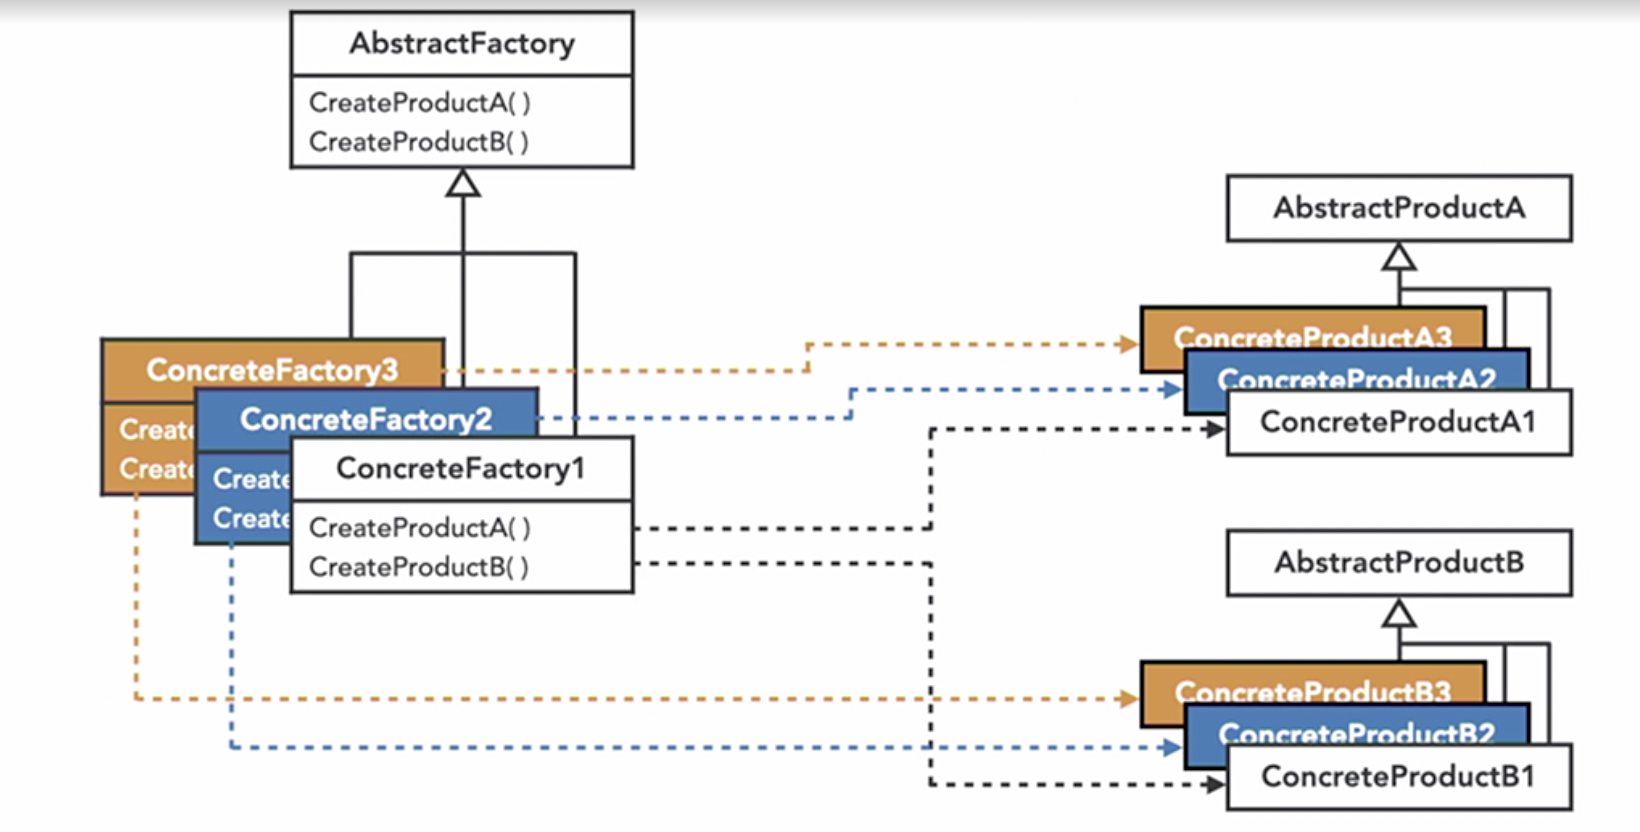 AbstractFactory
CreateProductA( )
CreateProductB( )
AbstractProductA
ConcreteFactory3
Create
Create
ConcreteFactory2
Create
Create
ConcreteFactory1
CreateProductA( )
CreateProductB( )
ConcreteProductA3
ConcreteProductA2
ConcreteProductA1
AbstractProductB
ConcreteProductB3
ConcreteProductB2
ConcreteProductB1